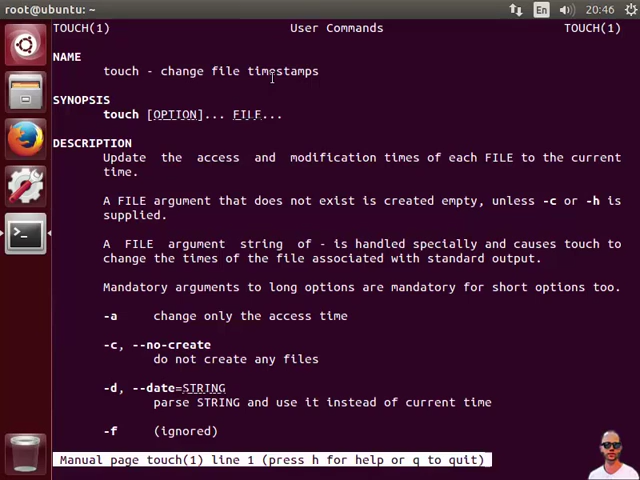 root@ubuntu: ~
En
20:46
TOUCH(1) User Commands TOUCH(1)
NAME
touch - change file timestamps
SYNOPSIS
touch [OPTION]... FILE...
DESCRIPTION
Update the access and modification times of each FILE to the current
time.
A FILE argument that does not exist is created empty, unless -c or -h is
supplied.
A FILE argument string of - is handled specially and causes touch to
change the times of the file associated with standard output.
Mandatory arguments to long options are mandatory for short options too.
-a change only the access time
-c, --no-create
do not create any files
-d, --date=STRING
parse STRING and use it instead of current time
-f (ignored)
Manual page touch(1) line 1 (press h for help or q to quit)